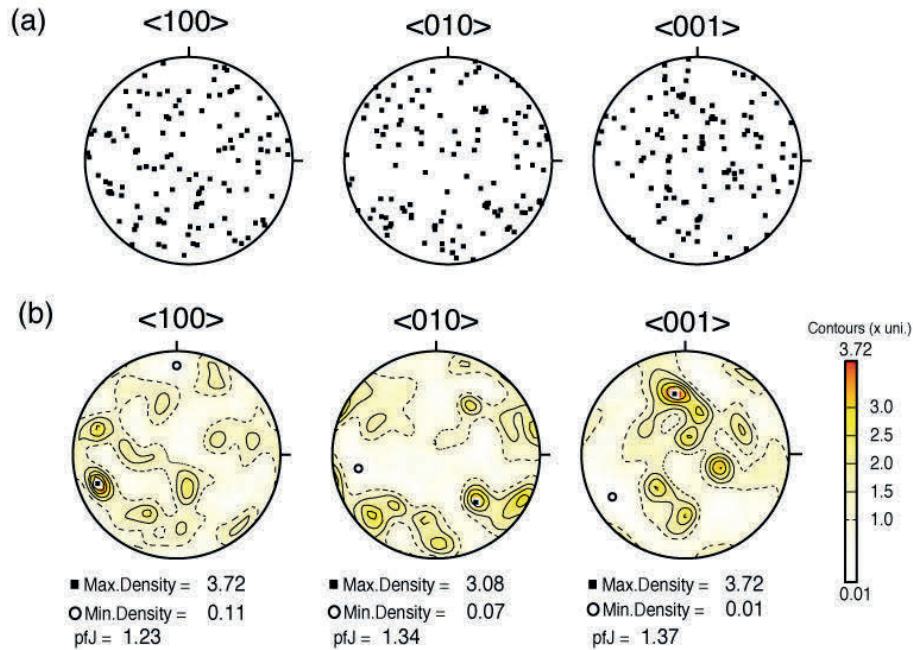 (a)
<100> <010> <001>
(b)
<100> <010> <001>
Contours (x uni.)
3.72
3.0
2.5
2.0
1.5
1.0
0.01
■ Max.Density = 3.72
○ Min.Density = 0.11
pfJ = 1.23
■ Max.Density = 3.08
○ Min.Density = 0.07
pfJ = 1.34
■ Max.Density = 3.72
○ Min.Density = 0.01
pfJ = 1.37